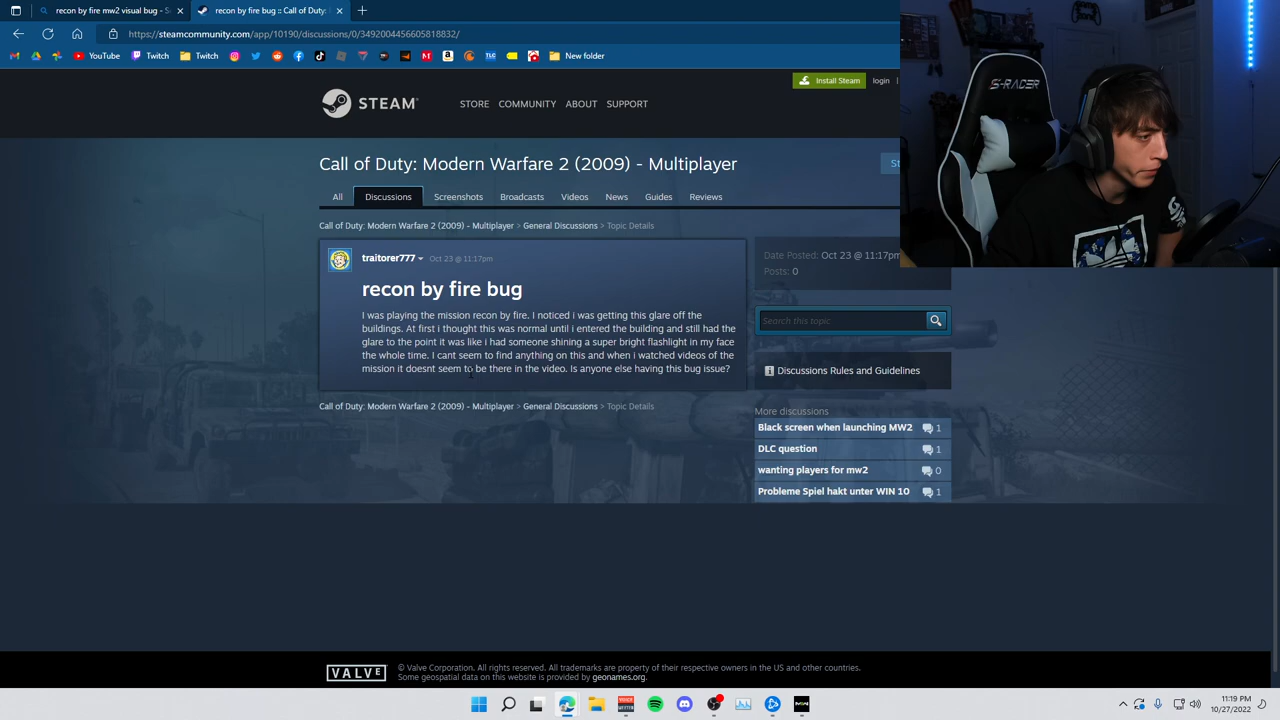 recon by fire mw2 visual bug - S
recon by fire bug :: Call of Duty:
https://steamcommunity.com/app/10190/discussions/0/3492004456605818832/
YouTube
Twitch
Twitch
TLC
New folder
S-RACER
Install Steam
login
STEAM
STORE
COMMUNITY
ABOUT
SUPPORT
Call of Duty: Modern Warfare 2 (2009) - Multiplayer
St
All
Discussions
Screenshots
Broadcasts
Videos
News
Guides
Reviews
Call of Duty: Modern Warfare 2 (2009) - Multiplayer > General Discussions > Topic Details
traitorer777
Oct 23 @ 11:17pm
recon by fire bug
I was playing the mission recon by fire. I noticed i was getting this glare off the
buildings. At first i thought this was normal until i entered the building and still had the
glare to the point it was like i had someone shining a super bright flashlight in my face
the whole time. I cant seem to find anything on this and when i watched videos of the
mission it doesnt seem to be there in the video. Is anyone else having this bug issue?
Date Posted: Oct 23 @ 11:17pm
Posts: 0
Search this topic
Discussions Rules and Guidelines
Call of Duty: Modern Warfare 2 (2009) - Multiplayer > General Discussions > Topic Details
More discussions
Black screen when launching MW2 1
DLC question 1
wanting players for mw2 0
Probleme Spiel hakt unter WIN 10 1
VALVE
© Valve Corporation. All rights reserved. All trademarks are property of their respective owners in the US and other countries.
Some geospatial data on this website is provided by geonames.org.
11:19 PM
10/27/2022